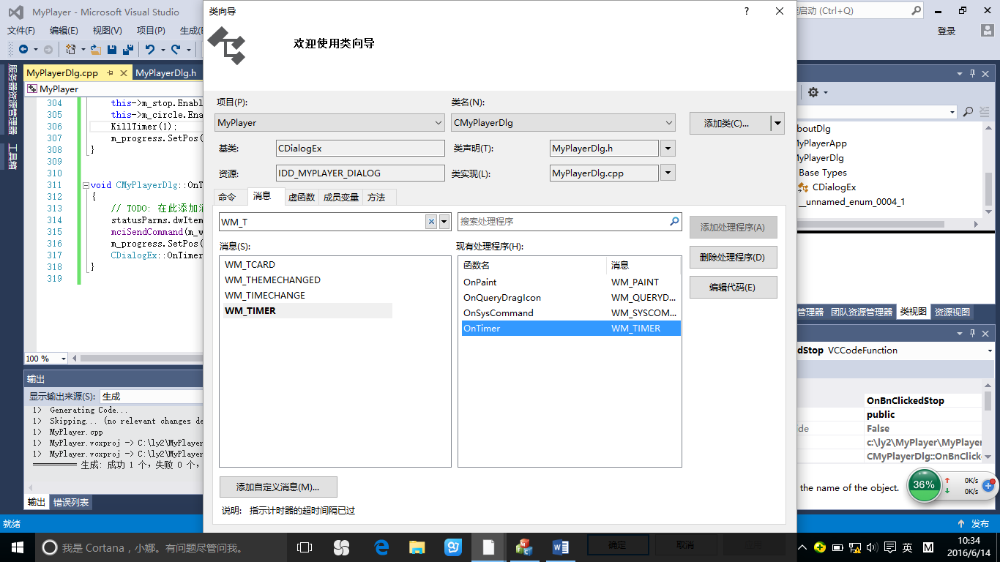 MyPlayer - Microsoft Visual Studio
类向导
启动 (Ctrl+Q)
文件(F) 编辑(E) 视图(V) 项目(P) 生成(
登录
欢迎使用类向导
服务器资源管理器
工具箱
MyPlayerDlg.cpp
MyPlayerDlg.h
MyPlayer
304 this->m_stop.Enabl
305 this->m_circle.Ena
306 KillTimer(1);
307 m_progress.SetPos(
308 }
309
310
311 void CMyPlayerDlg::OnT
312 {
313 // TODO: 在此添加消
314 statusParms.dwItem
315 mciSendCommand(m_w
316 m_progress.SetPos(
317 CDialogEx::OnTimer
318 }
319
100 %
项目(P):
类名(N):
MyPlayer
CMyPlayerDlg
添加类(C)...
基类:
CDialogEx
类声明(T):
MyPlayerDlg.h
资源:
IDD_MYPLAYER_DIALOG
类实现(L):
MyPlayerDlg.cpp
命令 消息 虚函数 成员变量 方法
WM_T
搜索处理程序
添加处理程序(A)
消息(S):
现有处理程序(H):
删除处理程序(D)
编辑代码(E)
WM_TCARD
WM_THEMECHANGED
WM_TIMECHANGE
WM_TIMER
函数名 消息
OnPaint WM_PAINT
OnQueryDragIcon WM_QUERYD...
OnSysCommand WM_SYSCOM...
OnTimer WM_TIMER
添加自定义消息(M)...
说明: 指示计时器的超时间隔已过
确定
取消
boutDlg
yPlayerApp
yPlayerDlg
Base Types
CDialogEx
__unnamed_enum_0004_1
管理器 团队资源管理器 类视图 资源视图
dStop VCCodeFunction
OnBnClickedStop
public
de False
c:\ly2\MyPlayer\MyPlayer
CMyPlayerDlg::OnBnClick
the name of the object.
36%
0K/s
0K/s
输出
显示输出来源(S): 生成
1> Generating Code...
1> Skipping... (no relevant changes de
1> MyPlayer.cpp
1> MyPlayer.vcxproj -> C:\ly2\MyPlayer
1> MyPlayer.vcxproj -> C:\ly2\MyPlayer
========== 生成: 成功 1 个，失败 0 个，
输出 错误列表
就绪
发布
我是 Cortana，小娜。有问题尽管问我。
英
M
10:34
2016/6/14